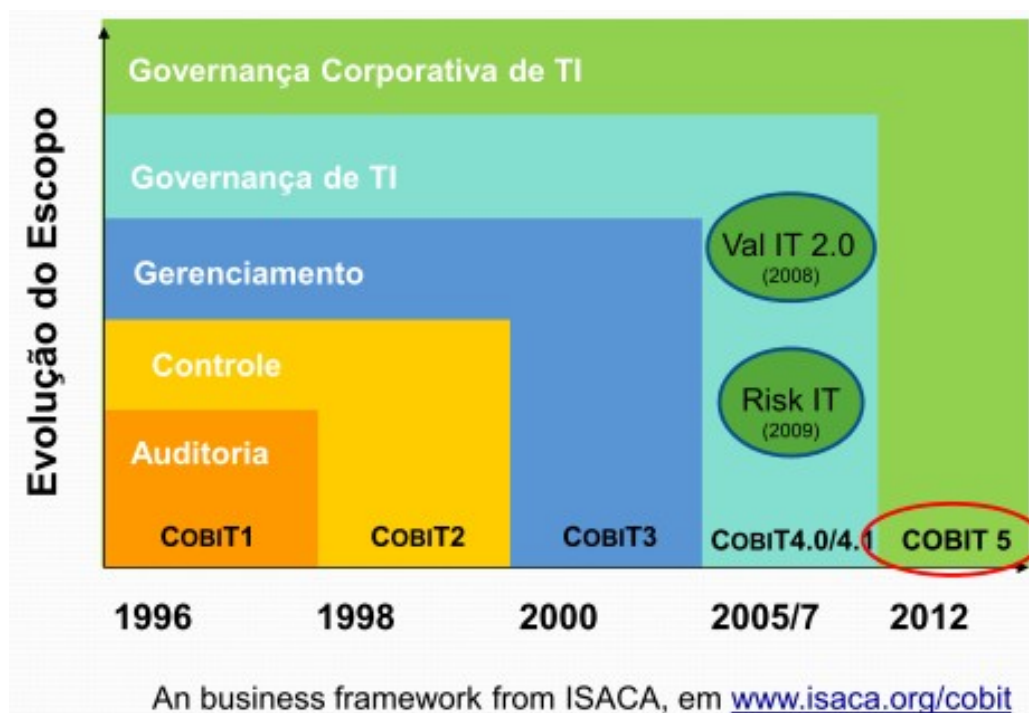 Evolução do Escopo
Governança Corporativa de TI
Governança de TI
Gerenciamento
Controle
Auditoria
Val IT 2.0
(2008)
Risk IT
(2009)
COBIT1
COBIT2
COBIT3
COBIT4.0/4.1
COBIT 5
1996
1998
2000
2005/7
2012
An business framework from ISACA, em www.isaca.org/cobit